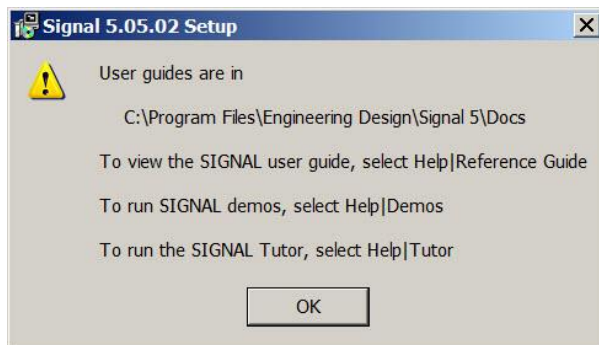 Signal 5.05.02 Setup
User guides are in
C:\Program Files\Engineering Design\Signal 5\Docs
To view the SIGNAL user guide, select Help|Reference Guide
To run SIGNAL demos, select Help|Demos
To run the SIGNAL Tutor, select Help|Tutor
OK